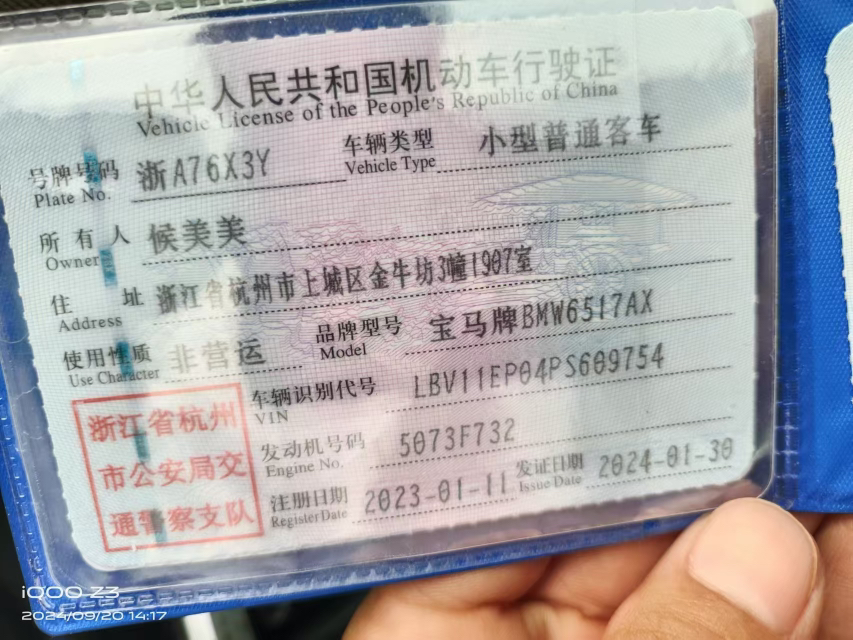 中华人民共和国机动车行驶证
Vehicle License of the People's Republic of China
号牌号码 浙A76X3Y 车辆类型 小型普通客车
Plate No. Vehicle Type
所有人 候美美
Owner
住址 浙江省杭州市上城区金牛坊3幢1907室
Address
使用性质 非营运 品牌型号 宝马牌BMW6517AX
Use Character Model
车辆识别代号 LBV11EP04PS609754
VIN
发动机号码 5073F732
Engine No.
注册日期 2023-01-11 发证日期 2024-01-30
Register Date Issue Date
浙江省杭州
市公安局交
通警察支队
iQOO Z3
2024/09/20 14:17